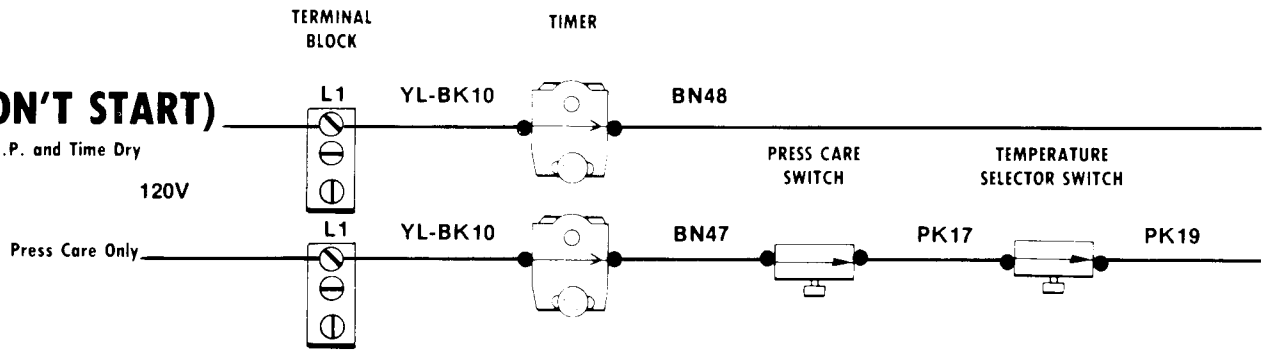 TERMINAL
BLOCK
TIMER
ON'T START)
L1
YL-BK10
BN48
.P. and Time Dry
120V
PRESS CARE
SWITCH
TEMPERATURE
SELECTOR SWITCH
Press Care Only
L1
YL-BK10
BN47
PK17
PK19